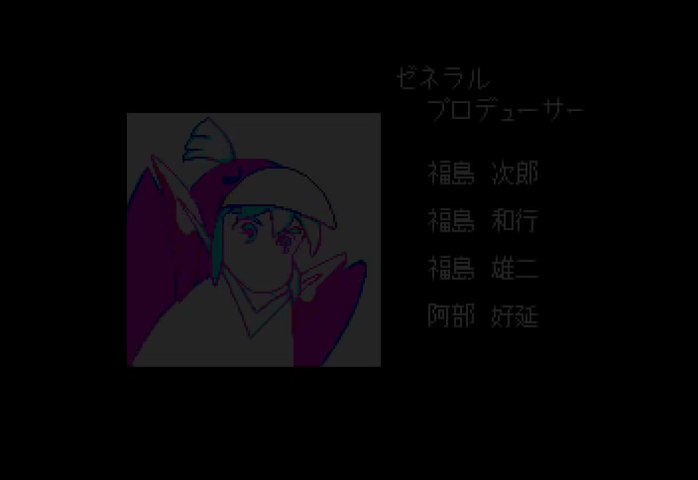 ゼネラル
プロデューサー
福島 次郎
福島 和行
福島 雄二
阿部 好延